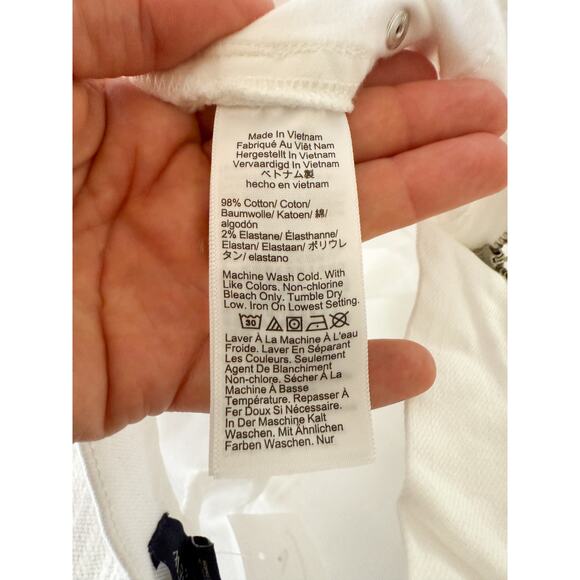 Made In Vietnam
Fabriqué Au Viêt Nam
Hergestellt In Vietnam
Vervaardigd In Vietnam
ベトナム製
hecho en vietnam
98% Cotton/ Coton/
Baumwolle/ Katoen/ 綿/
algodón
2% Elastane/ Élasthanne/
Elastan/ Elastaan/ ポリウレ
タン/ elastano
Machine Wash Cold. With
Like Colors. Non-chlorine
Bleach Only. Tumble Dry
Low. Iron On Lowest Setting.
30
Laver À La Machine À L'eau
Froide. Laver En Séparant
Les Couleurs. Seulement
Agent De Blanchiment
Non-chlore. Sécher À La
Machine À Basse
Température. Repasser À
Fer Doux Si Nécessaire.
In Der Maschine Kalt
Waschen. Mit Ähnlichen
Farben Waschen. Nur